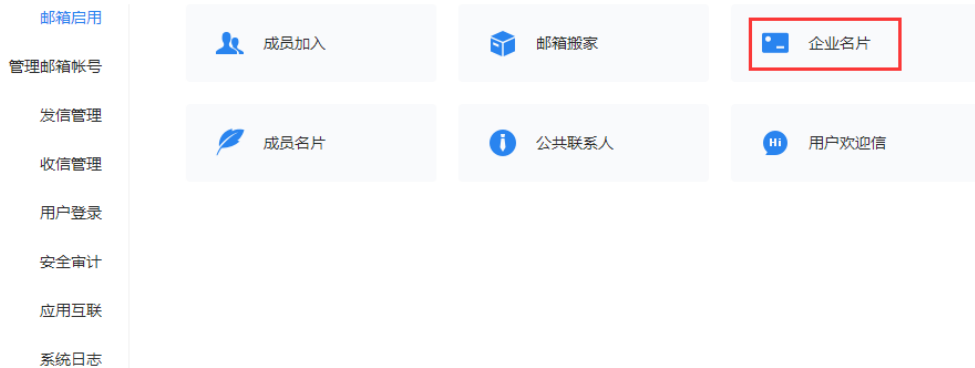 邮箱启用
管理邮箱帐号
发信管理
收信管理
用户登录
安全审计
应用互联
系统日志
成员加入
邮箱搬家
企业名片
成员名片
公共联系人
Hi
用户欢迎信